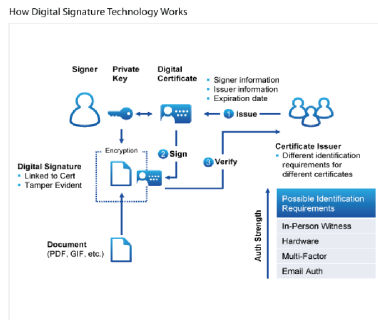 How Digital Signature Technology Works
Signer
Private
Key
Digital
Certificate
• Signer information
• Issuer information
• Expiration date
1 Issue
Encryption
2 Sign
3 Verify
Certificate Issuer
• Different identification
requirements for
different certificates
Digital Signature
• Linked to Cert
• Tamper Evident
Document
(PDF, GIF, etc.)
Auth Strength
Possible Identification
Requirements
In-Person Witness
Hardware
Multi-Factor
Email Auth